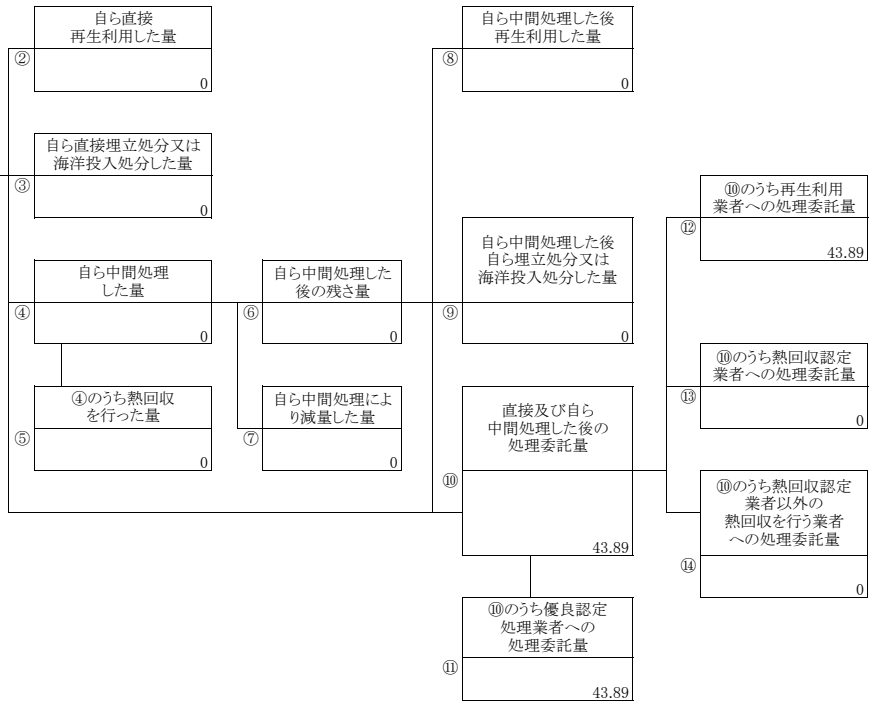 自ら直接
再生利用した量
②
0
自ら直接埋立処分又は
海洋投入処分した量
③
0
自ら中間処理
した量
④
0
④のうち熱回収
を行った量
⑤
0
自ら中間処理した
後の残さ量
⑥
0
自ら中間処理によ
り減量した量
⑦
0
自ら中間処理した後
再生利用した量
⑧
0
自ら中間処理した後
自ら埋立処分又は
海洋投入処分した量
⑨
0
直接及び自ら
中間処理した後の
処理委託量
⑩
43.89
⑩のうち優良認定
処理業者への
処理委託量
⑪
43.89
⑩のうち再生利用
業者への処理委託量
⑫
43.89
⑩のうち熱回収認定
業者への処理委託量
⑬
0
⑩のうち熱回収認定
業者以外の
熱回収を行う業者
への処理委託量
⑭
0